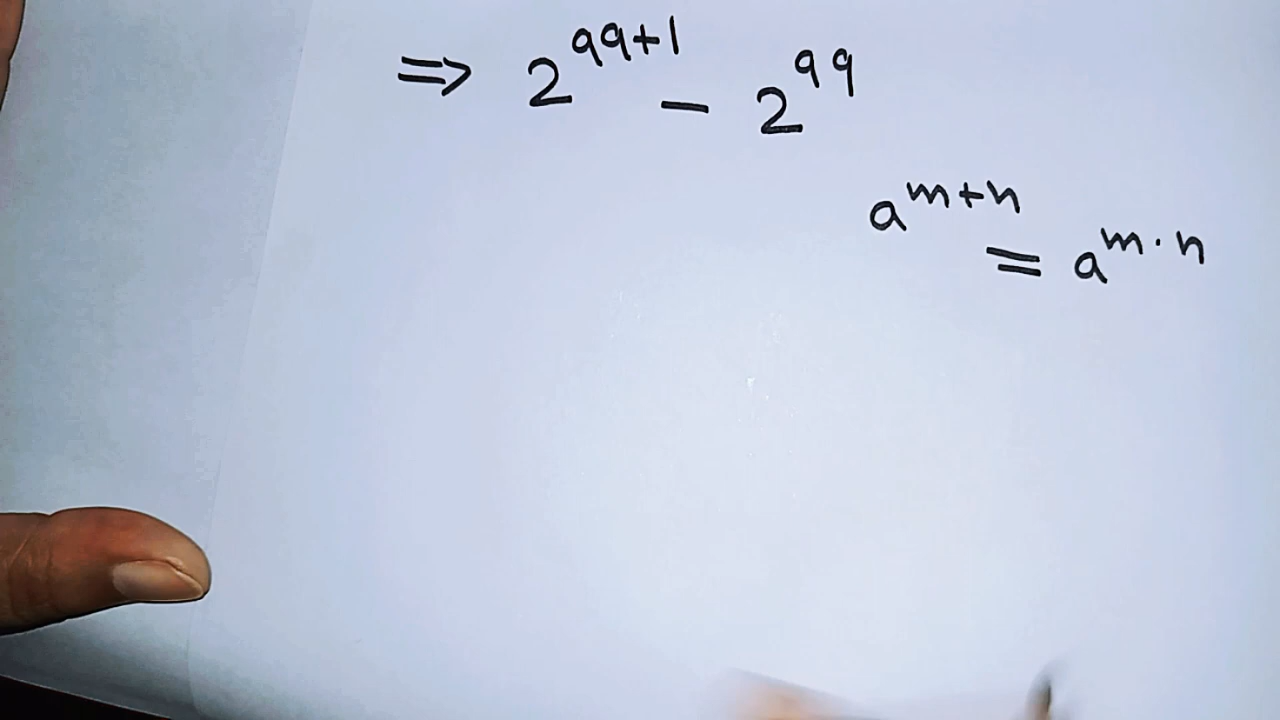 ⇒ 2^{99+1} - 2^{99}
a^{m+n}
= a^{m·n}